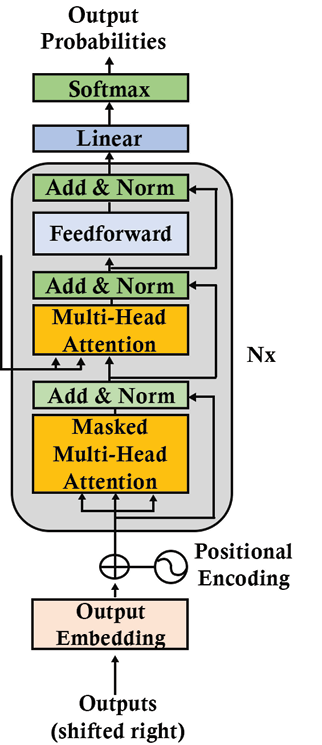 Output
Probabilities
Softmax
Linear
Add & Norm
Feedforward
Add & Norm
Multi-Head
Attention
Nx
Add & Norm
Masked
Multi-Head
Attention
Positional
Encoding
Output
Embedding
Outputs
(shifted right)